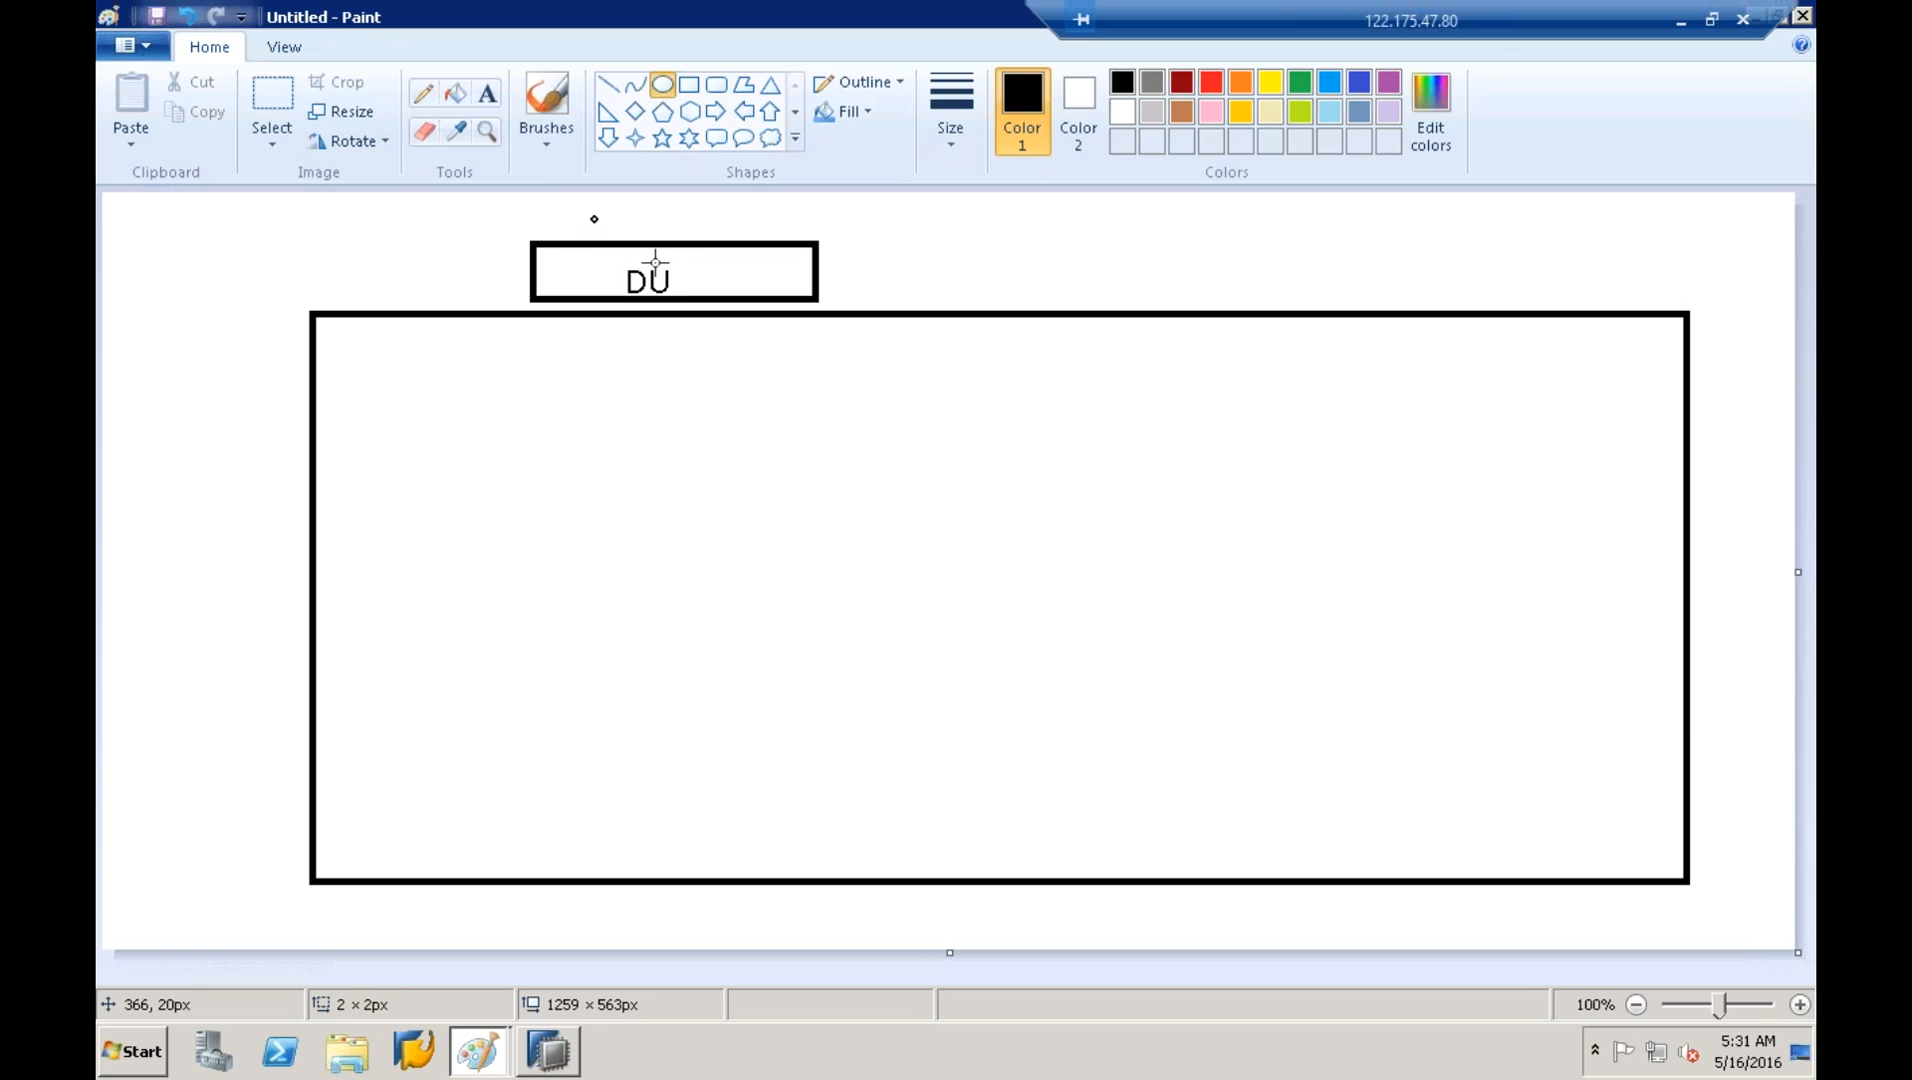 Untitled - Paint
122.175.47.80
Home
View
Paste
Cut
Copy
Clipboard
Select
Crop
Resize
Rotate
Image
A
Tools
Brushes
Shapes
Outline
Fill
Size
Color
1
Color
2
Edit
colors
Colors
DU
366, 20px
2 × 2px
1259 × 563px
100%
Start
5:31 AM
5/16/2016